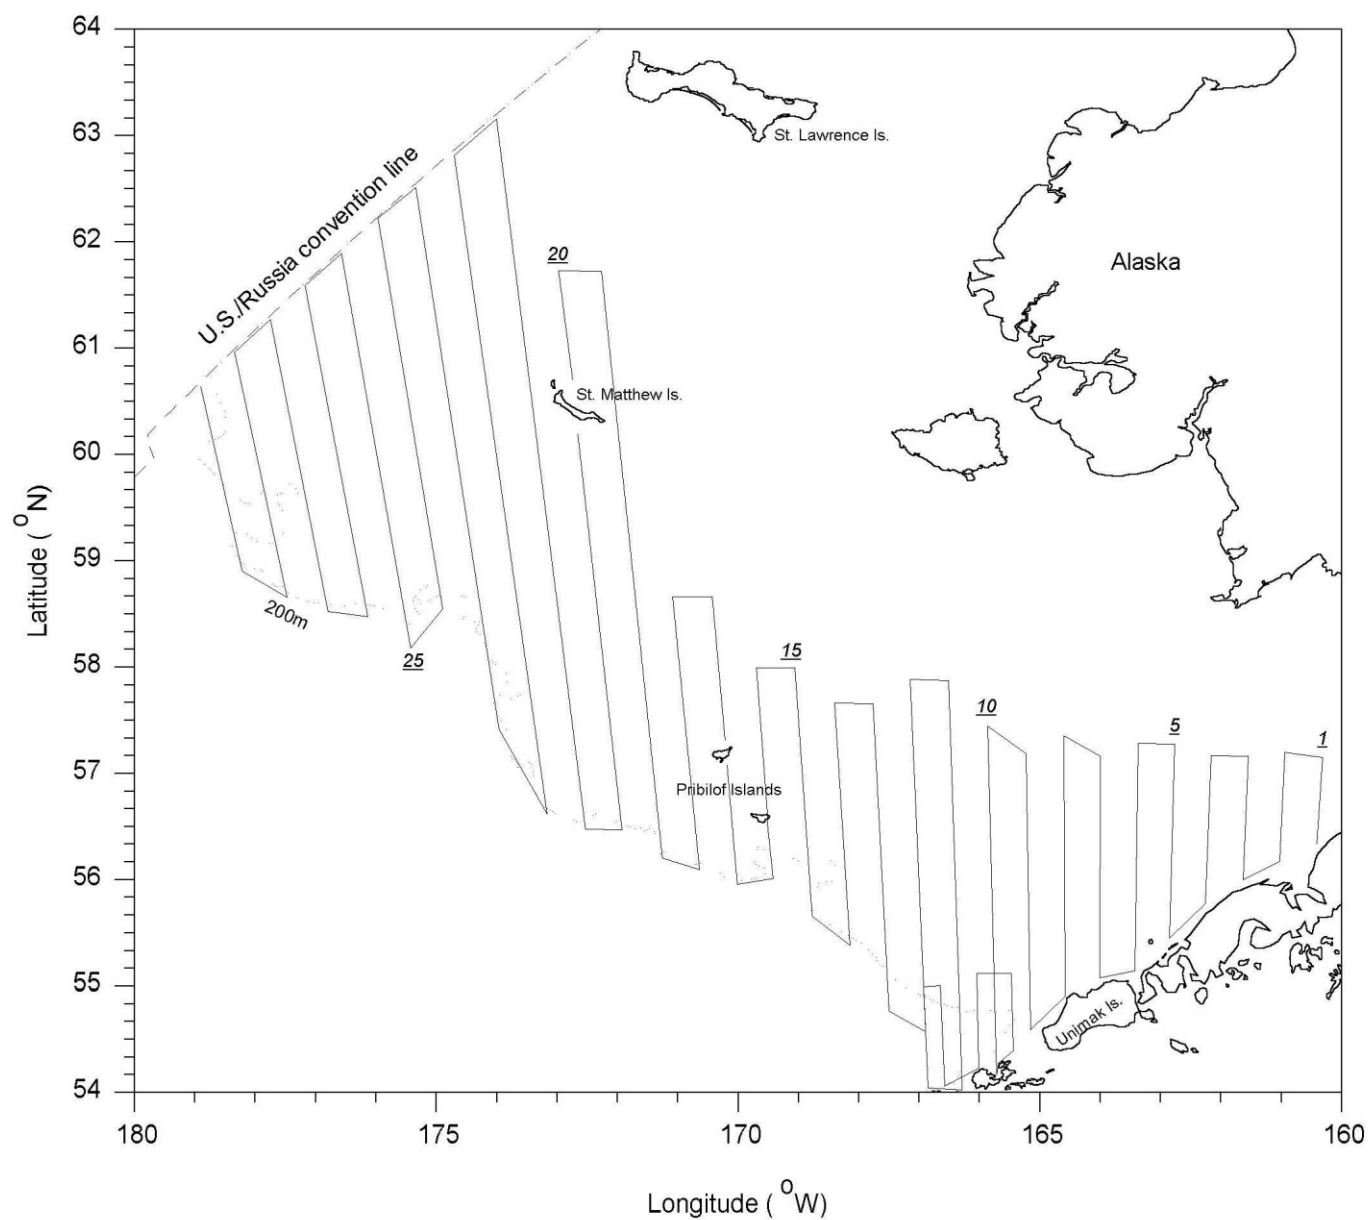 64
63
62
61
60
59
58
57
56
55
54
Latitude ( °N)
180
175
170
165
160
Longitude ( °W)
U.S./Russia convention line
St. Lawrence Is.
Alaska
20
St. Matthew Is.
200m
25
15
10
5
1
Pribilof Islands
Unimak Is.